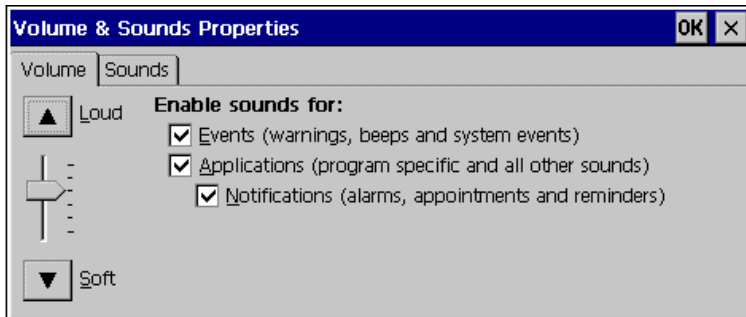 Volume & Sounds Properties OK ×
Volume Sounds
Loud Enable sounds for:
Events (warnings, beeps and system events)
Applications (program specific and all other sounds)
Notifications (alarms, appointments and reminders)
Soft